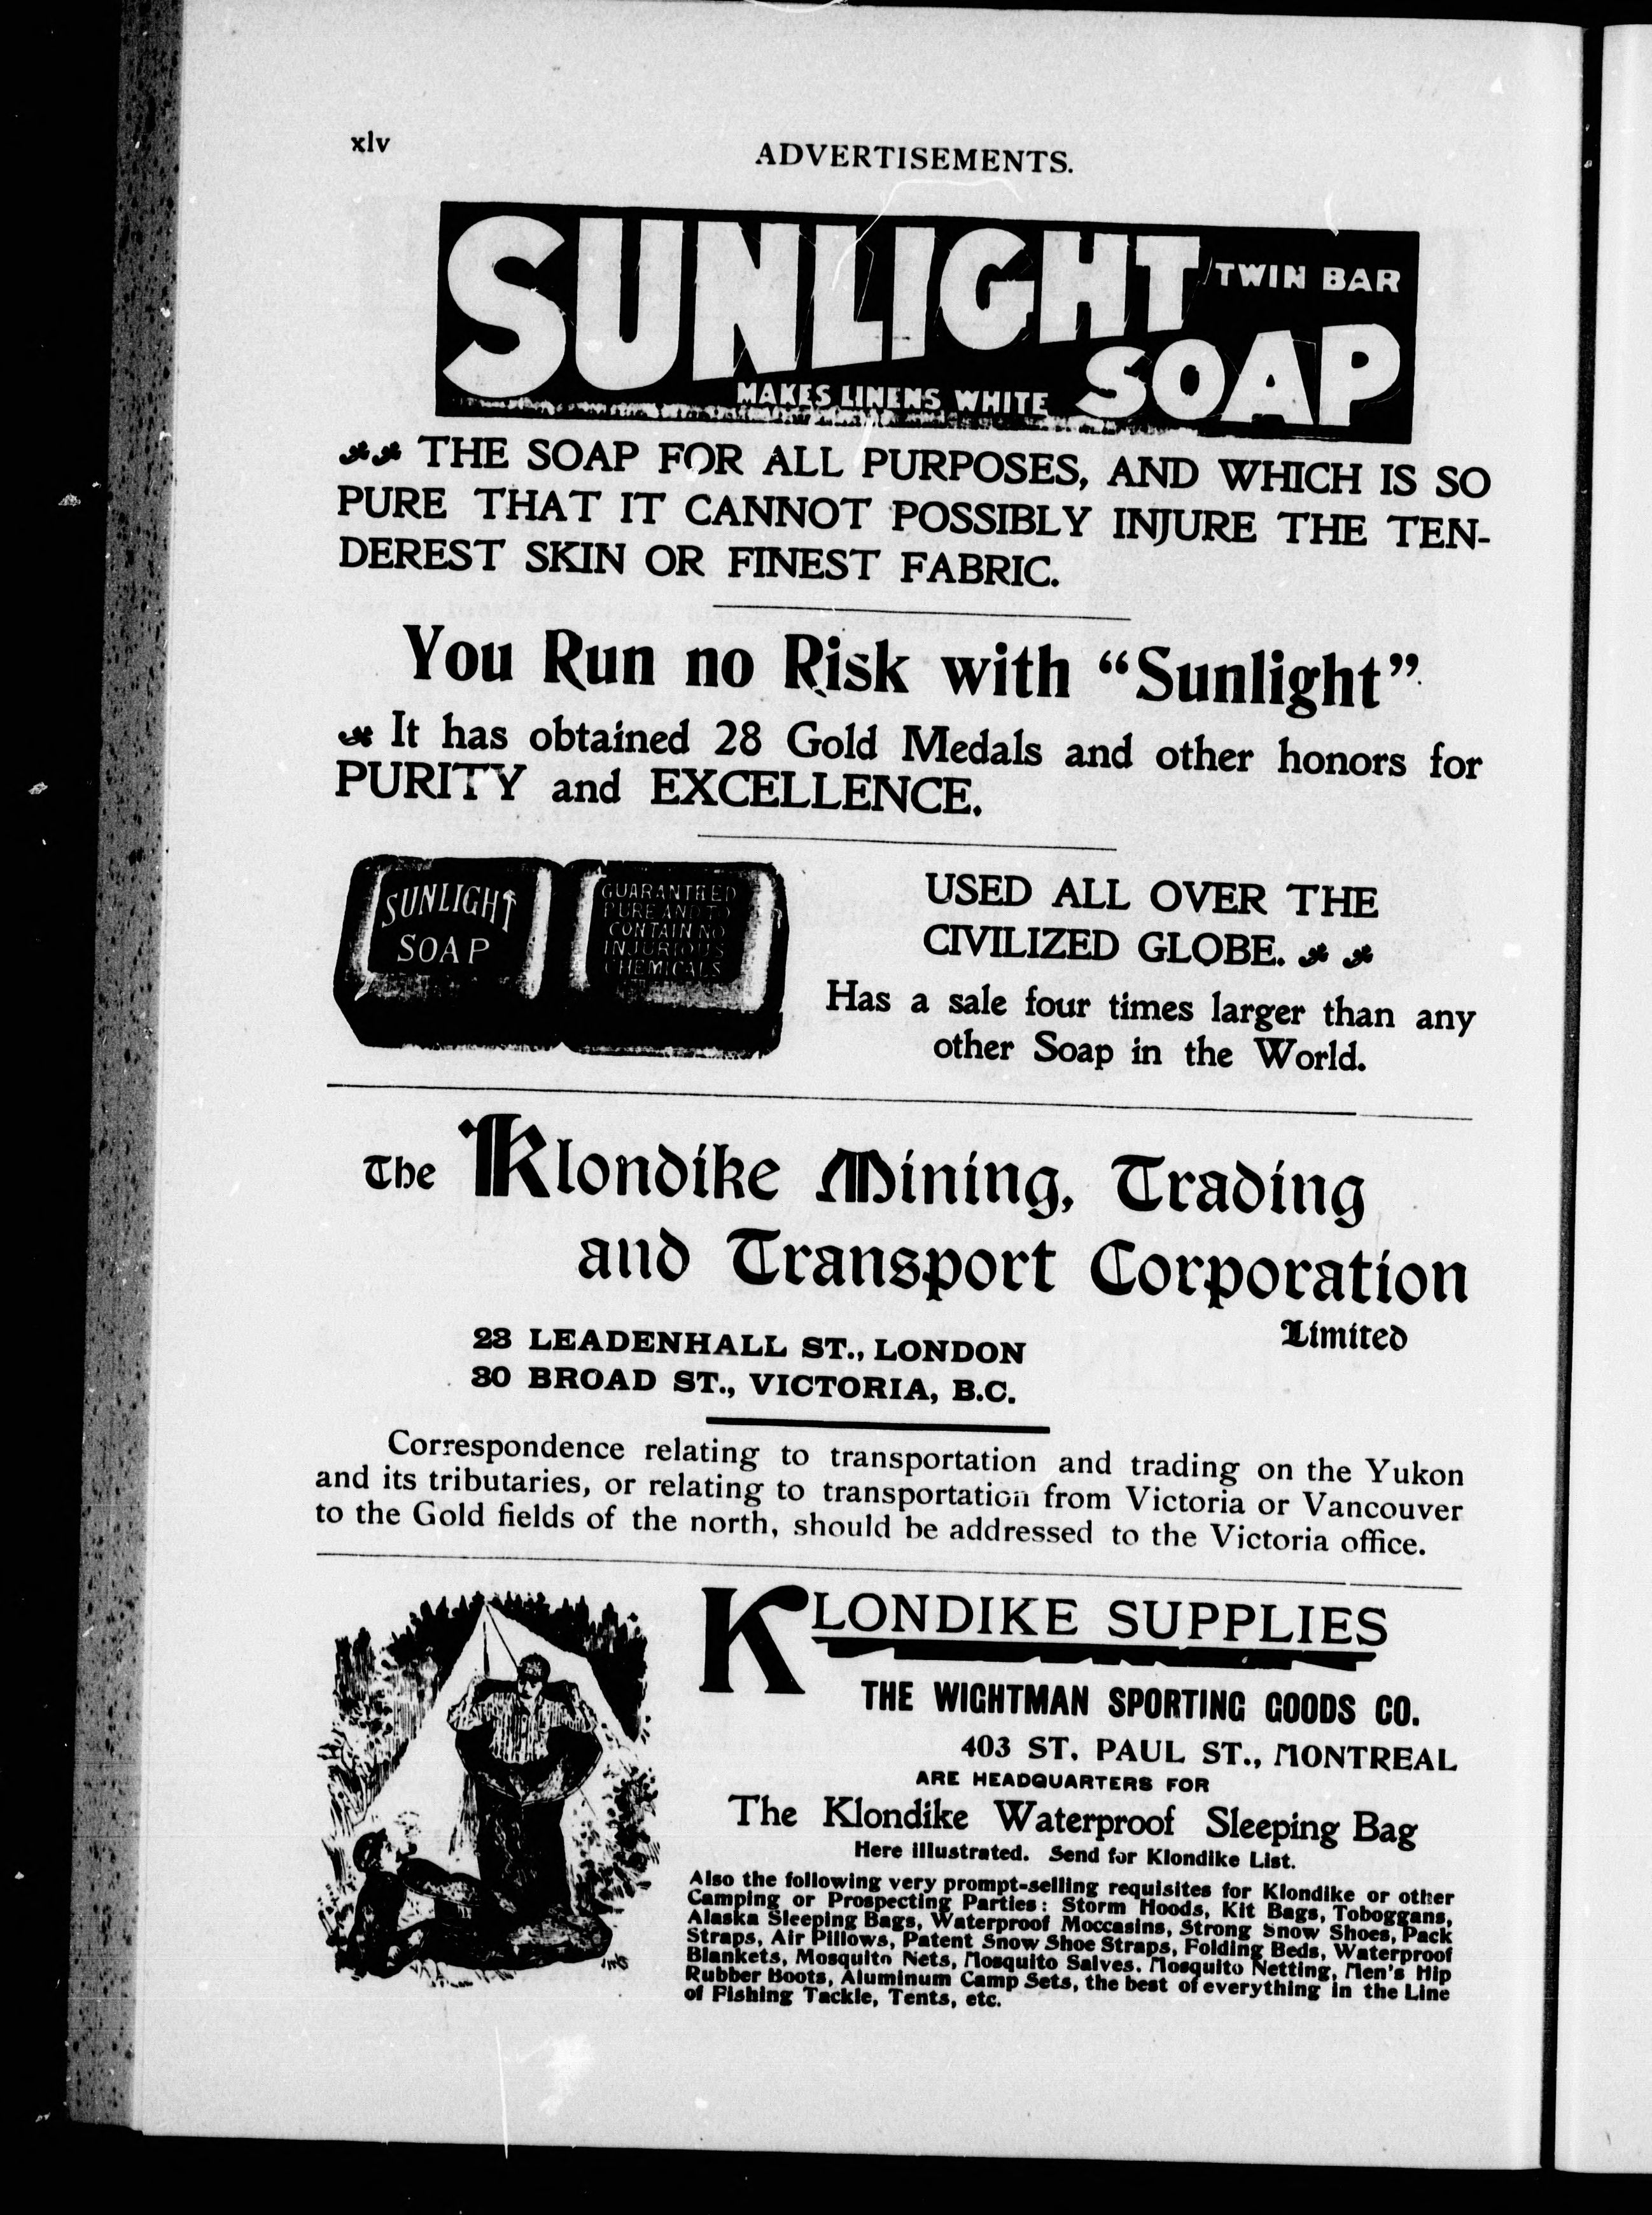 xlv
ADVERTISEMENTS.
SUNLIGHT TWIN BAR
SOAP
MAKES LINENS WHITE
THE SOAP FOR ALL PURPOSES, AND WHICH IS SO
PURE THAT IT CANNOT POSSIBLY INJURE THE TEN-
DEREST SKIN OR FINEST FABRIC.
You Run no Risk with “Sunlight”
It has obtained 28 Gold Medals and other honors for
PURITY and EXCELLENCE.
SUNLIGHT
SOAP
GUARANTEED
PURE AND TO
CONTAIN NO
INJURIOUS
CHEMICALS
USED ALL OVER THE
CIVILIZED GLOBE.
Has a sale four times larger than any
other Soap in the World.
The Klondike Mining, Trading
and Transport Corporation
Limited
23 LEADENHALL ST., LONDON
30 BROAD ST., VICTORIA, B.C.
Correspondence relating to transportation and trading on the Yukon
and its tributaries, or relating to transportation from Victoria or Vancouver
to the Gold fields of the north, should be addressed to the Victoria office.
KLONDIKE SUPPLIES
THE WIGHTMAN SPORTING GOODS CO.
403 ST. PAUL ST., MONTREAL
ARE HEADQUARTERS FOR
The Klondike Waterproof Sleeping Bag
Here illustrated. Send for Klondike List.
Also the following very prompt-selling requisites for Klondike or other
Camping or Prospecting Parties: Storm Hoods, Kit Bags, Toboggans,
Alaska Sleeping Bags, Waterproof Moccasins, Strong Snow Shoes, Pack
Straps, Air Pillows, Patent Snow Shoe Straps, Folding Beds, Waterproof
Blankets, Mosquito Nets, Mosquito Salves. Mosquito Netting, Men's Hip
Rubber Boots, Aluminum Camp Sets, the best of everything in the Line
of Fishing Tackle, Tents, etc.